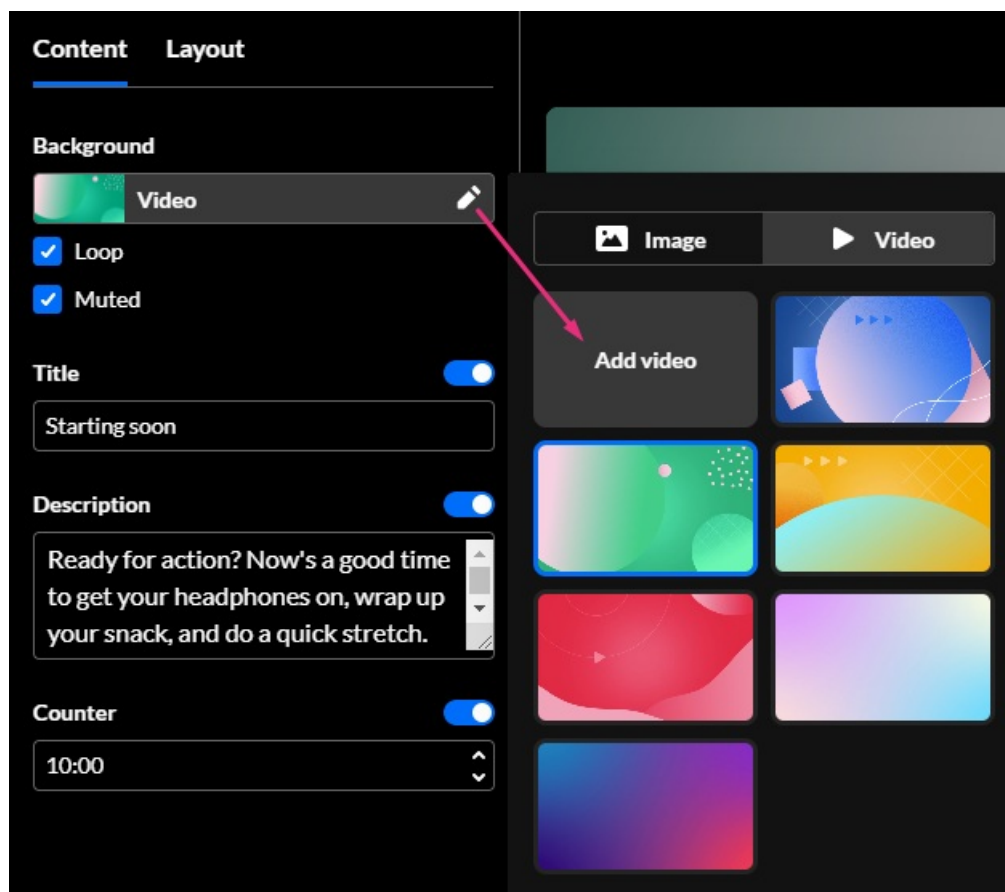 Content Layout
Background
Video
Loop
Muted
Title
Starting soon
Description
Ready for action? Now's a good time
to get your headphones on, wrap up
your snack, and do a quick stretch.
Counter
10:00
Image Video
Add video